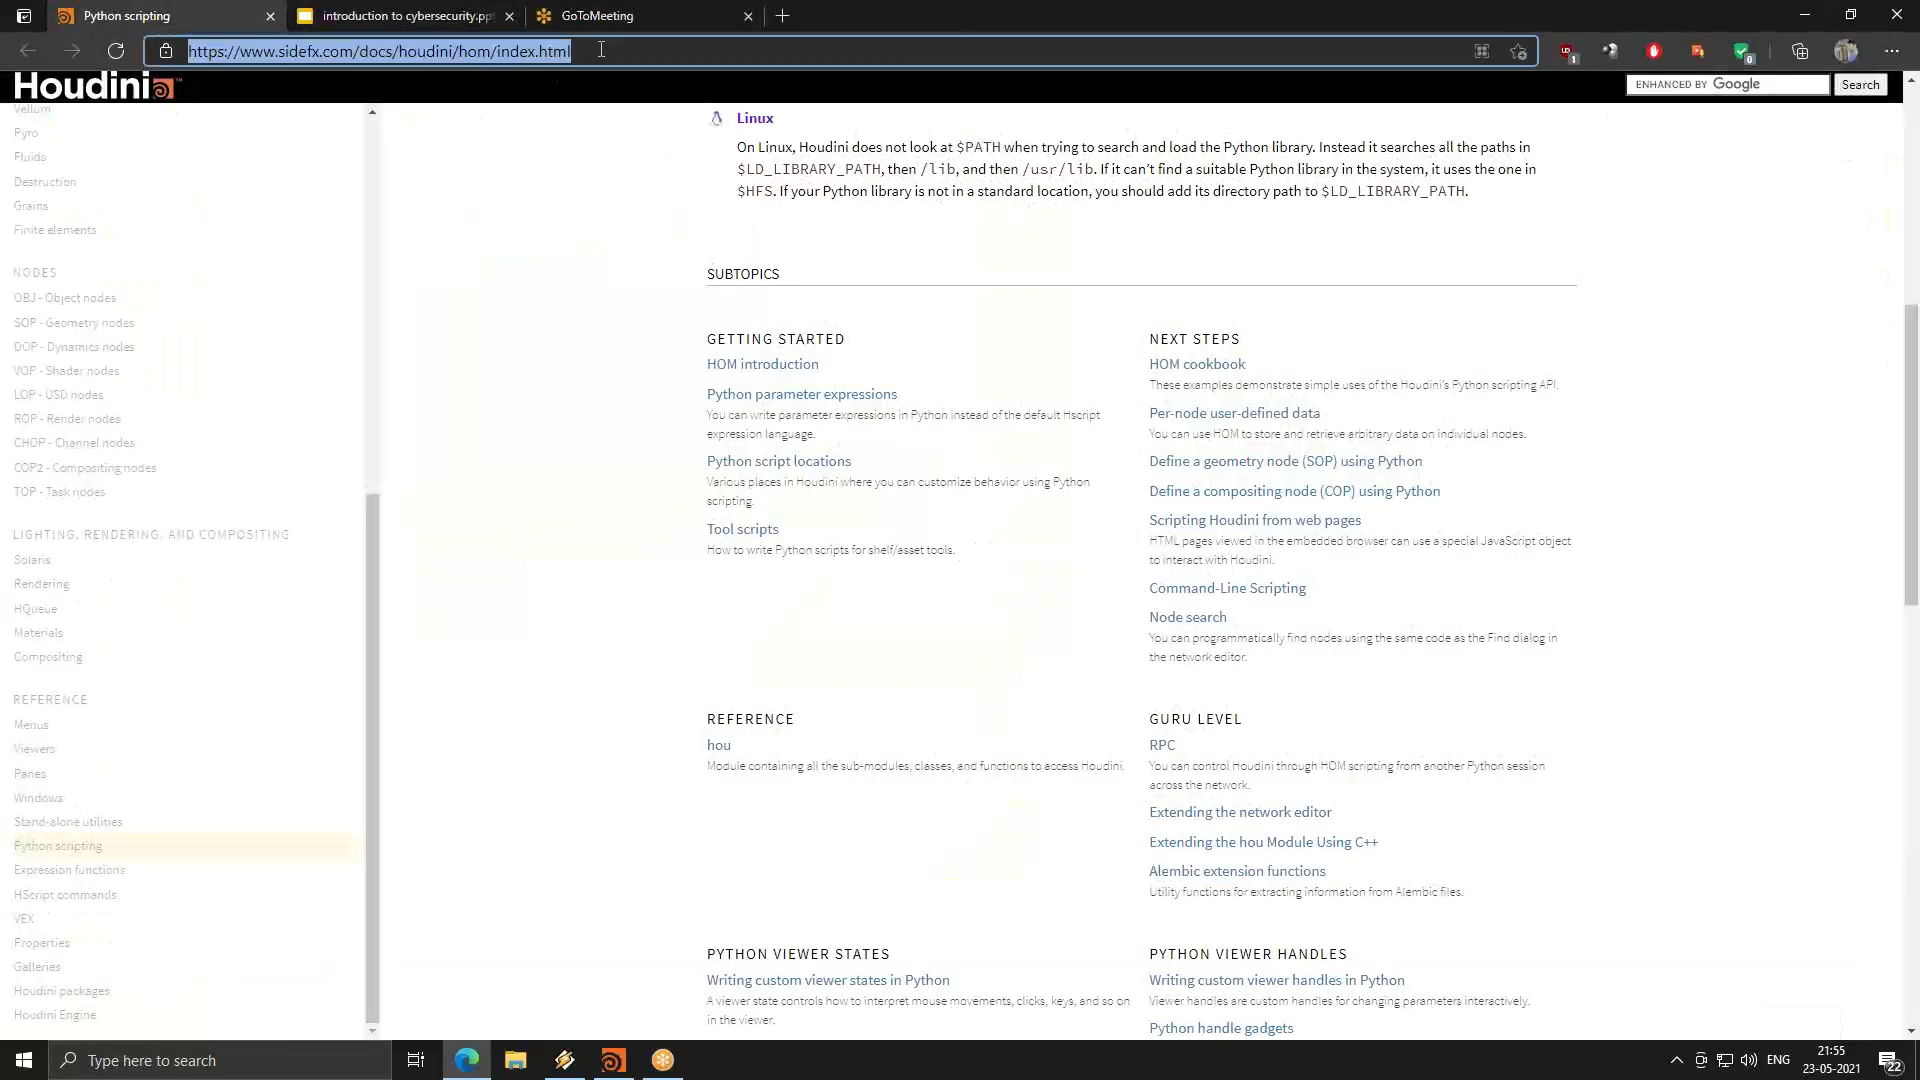 Python scripting
introduction to cybersecurity.ppt
GoToMeeting
https://www.sidefx.com/docs/houdini/hom/index.html
Houdini
ENHANCED BY Google
Search
Vellum
Pyro
Fluids
Destruction
Grains
Finite elements
NODES
OBJ - Object nodes
SOP - Geometry nodes
DOP - Dynamics nodes
VOP - Shader nodes
LOP - USD nodes
ROP - Render nodes
CHOP - Channel nodes
COP2 - Compositing nodes
TOP - Task nodes
LIGHTING, RENDERING, AND COMPOSITING
Solaris
Rendering
HQueue
Materials
Compositing
REFERENCE
Menus
Viewers
Panes
Windows
Stand-alone utilities
Python scripting
Expression functions
HScript commands
VEX
Properties
Galleries
Houdini packages
Houdini Engine
Linux
On Linux, Houdini does not look at $PATH when trying to search and load the Python library. Instead it searches all the paths in
$LD_LIBRARY_PATH, then /lib, and then /usr/lib. If it can't find a suitable Python library in the system, it uses the one in
$HFS. If your Python library is not in a standard location, you should add its directory path to $LD_LIBRARY_PATH.
SUBTOPICS
GETTING STARTED
HOM introduction
Python parameter expressions
You can write parameter expressions in Python instead of the default Hscript
expression language.
Python script locations
Various places in Houdini where you can customize behavior using Python
scripting.
Tool scripts
How to write Python scripts for shelf/asset tools.
NEXT STEPS
HOM cookbook
These examples demonstrate simple uses of the Houdini's Python scripting API.
Per-node user-defined data
You can use HOM to store and retrieve arbitrary data on individual nodes.
Define a geometry node (SOP) using Python
Define a compositing node (COP) using Python
Scripting Houdini from web pages
HTML pages viewed in the embedded browser can use a special JavaScript object
to interact with Houdini.
Command-Line Scripting
Node search
You can programmatically find nodes using the same code as the Find dialog in
the network editor.
REFERENCE
hou
Module containing all the sub-modules, classes, and functions to access Houdini.
GURU LEVEL
RPC
You can control Houdini through HOM scripting from another Python session
across the network.
Extending the network editor
Extending the hou Module Using C++
Alembic extension functions
Utility functions for extracting information from Alembic files.
PYTHON VIEWER STATES
Writing custom viewer states in Python
A viewer state controls how to interpret mouse movements, clicks, keys, and so on
in the viewer.
PYTHON VIEWER HANDLES
Writing custom viewer handles in Python
Viewer handles are custom handles for changing parameters interactively.
Python handle gadgets
Type here to search
ENG
21:55
23-05-2021
22